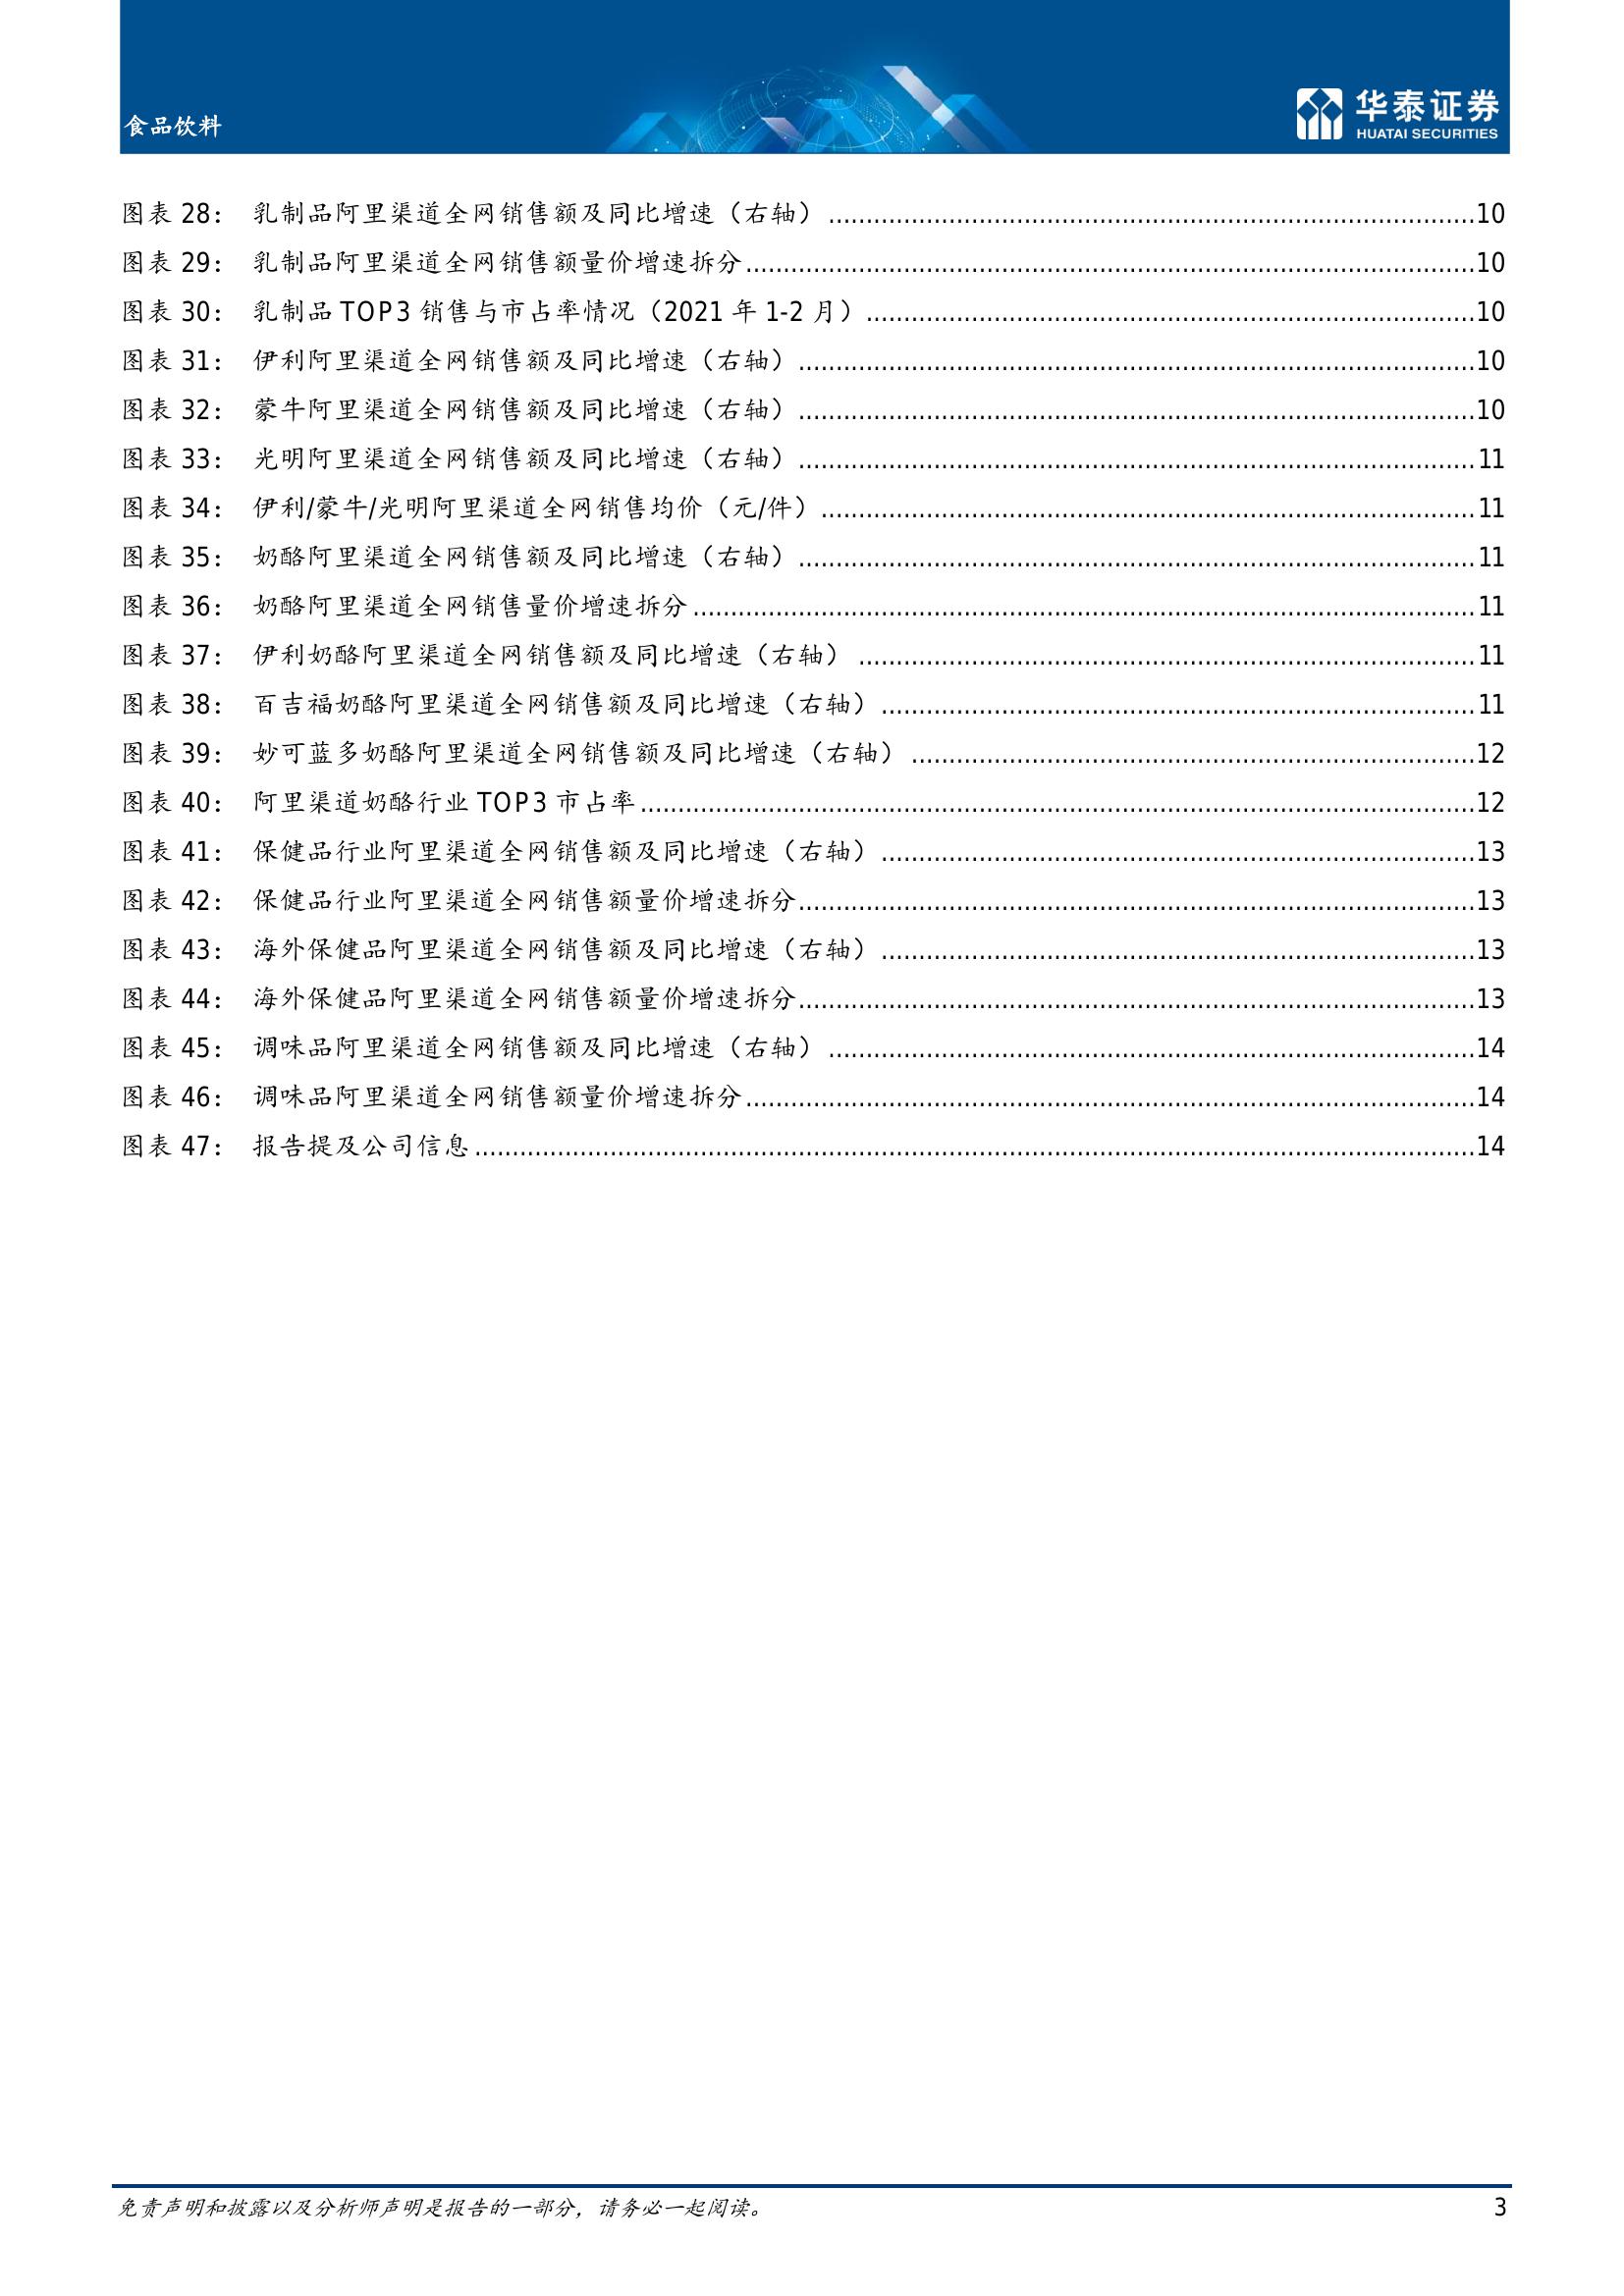 食品饮料
华泰证券
HUATAI SECURITIES
图表 28： 乳制品阿里渠道全网销售额及同比增速（右轴）......10
图表 29： 乳制品阿里渠道全网销售额量价增速拆分......10
图表 30： 乳制品 TOP3 销售与市占率情况（2021 年 1-2 月）......10
图表 31： 伊利阿里渠道全网销售额及同比增速（右轴）......10
图表 32： 蒙牛阿里渠道全网销售额及同比增速（右轴）......10
图表 33： 光明阿里渠道全网销售额及同比增速（右轴）......11
图表 34： 伊利/蒙牛/光明阿里渠道全网销售均价（元/件）......11
图表 35： 奶酪阿里渠道全网销售额及同比增速（右轴）......11
图表 36： 奶酪阿里渠道全网销售量价增速拆分......11
图表 37： 伊利奶酪阿里渠道全网销售额及同比增速（右轴）......11
图表 38： 百吉福奶酪阿里渠道全网销售额及同比增速（右轴）......11
图表 39： 妙可蓝多奶酪阿里渠道全网销售额及同比增速（右轴）......12
图表 40： 阿里渠道奶酪行业 TOP3 市占率......12
图表 41： 保健品行业阿里渠道全网销售额及同比增速（右轴）......13
图表 42： 保健品行业阿里渠道全网销售额量价增速拆分......13
图表 43： 海外保健品阿里渠道全网销售额及同比增速（右轴）......13
图表 44： 海外保健品阿里渠道全网销售额量价增速拆分......13
图表 45： 调味品阿里渠道全网销售额及同比增速（右轴）......14
图表 46： 调味品阿里渠道全网销售额量价增速拆分......14
图表 47： 报告提及公司信息......14
免责声明和披露以及分析师声明是报告的一部分，请务必一起阅读。 3